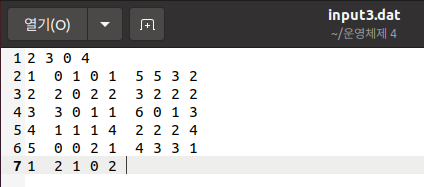 열기(O)
input3.dat
~/운영체제 4
1 2 3 0 4
2 1  0 1 0 1  5 5 3 2
3 2  2 0 2 2  3 2 2 2
4 3  3 0 1 1  6 0 1 3
5 4  1 1 1 4  2 2 2 4
6 5  0 0 2 1  4 3 3 1
7 1  2 1 0 2